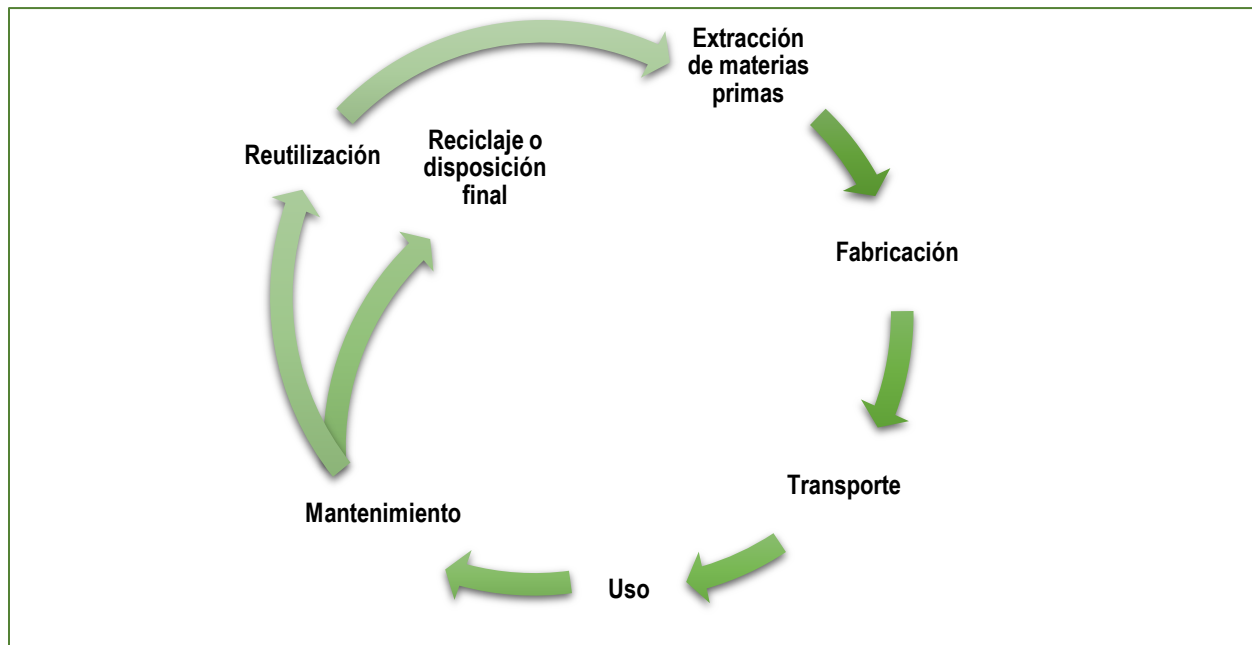 Extracción
de materias
primas
Fabricación
Transporte
Uso
Mantenimiento
Reutilización
Reciclaje o
disposición
final